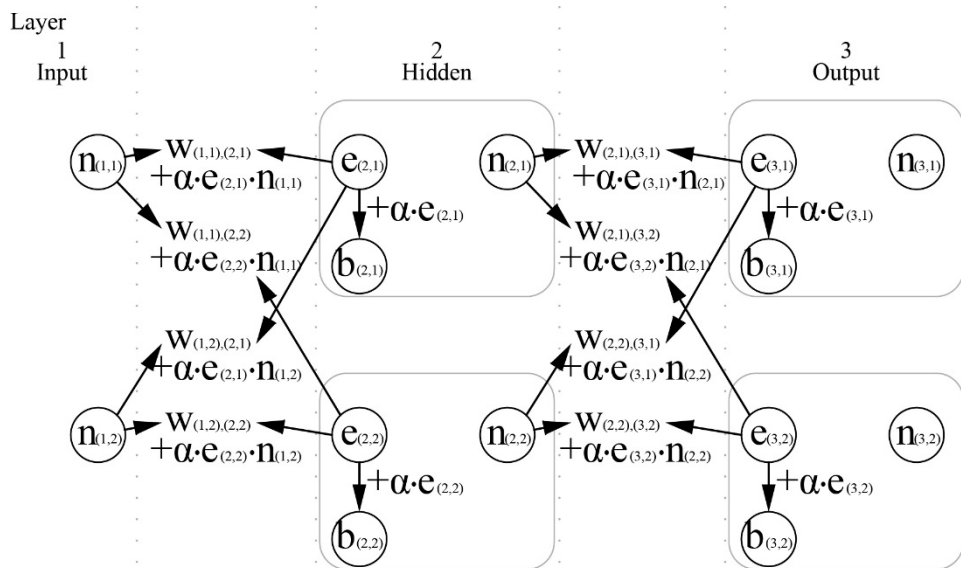 Layer
1
Input
2
Hidden
3
Output
n(1,1)
w(1,1),(2,1)
+α·e(2,1)·n(1,1)
e(2,1)
n(2,1)
w(2,1),(3,1)
+α·e(3,1)·n(2,1)
e(3,1)
n(3,1)
w(1,1),(2,2)
+α·e(2,2)·n(1,1)
+α·e(2,1)
b(2,1)
w(2,1),(3,2)
+α·e(3,2)·n(2,1)
+α·e(3,1)
b(3,1)
w(1,2),(2,1)
+α·e(2,1)·n(1,2)
w(2,2),(3,1)
+α·e(3,1)·n(2,2)
n(1,2)
w(1,2),(2,2)
+α·e(2,2)·n(1,2)
e(2,2)
n(2,2)
w(2,2),(3,2)
+α·e(3,2)·n(2,2)
e(3,2)
n(3,2)
+α·e(2,2)
b(2,2)
+α·e(3,2)
b(3,2)